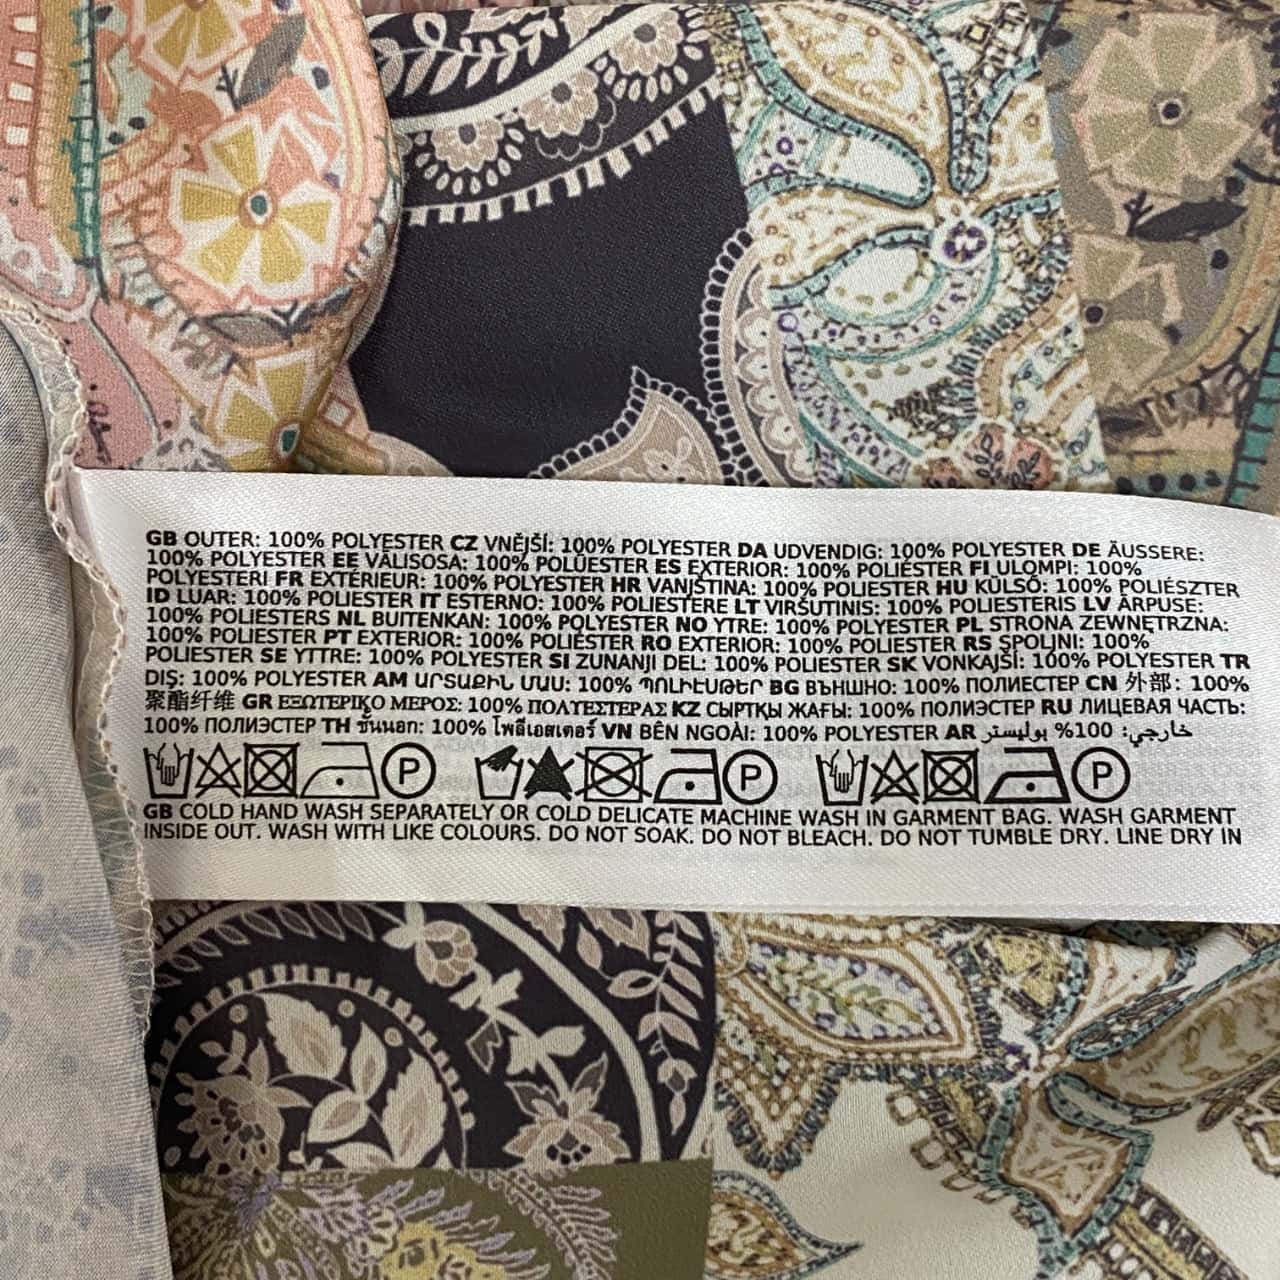 GB OUTER: 100% POLYESTER CZ VNĚJŠÍ: 100% POLYESTER DA UDVENDIG: 100% POLYESTER DE ÄUSSERE:
100% POLYESTER EE VÄLISOSA: 100% POLÜESTER ES EXTERIOR: 100% POLIÉSTER FI ULOMPI: 100%
POLYESTERI FR EXTÉRIEUR: 100% POLYESTER HR VANJŠTINA: 100% POLIESTER HU KÜLSŐ: 100% POLIÉSZTER
ID LUAR: 100% POLIESTER IT ESTERNO: 100% POLIESTERE LT VIRŠUTINIS: 100% POLIESTERIS LV ĀRPUSE:
100% POLIESTERS NL BUITENKAN: 100% POLYESTER NO YTRE: 100% POLYESTER PL STRONA ZEWNĘTRZNA:
100% POLIESTER PT EXTERIOR: 100% POLIÉSTER RO EXTERIOR: 100% POLIESTER RS SPOLJNI: 100%
POLIESTER SE YTTRE: 100% POLYESTER SI ZUNANJI DEL: 100% POLYESTER SK VONKAJŠÍ: 100% POLYESTER TR
DIŞ: 100% POLYESTER AM ԱՐՏԱՔԻՆ ՄԱՍ: 100% ՊՈԼԻԷՍԹԵՐ BG ВЪНШНО: 100% ПОЛИЕСТЕР CN 外部: 100%
聚酯纤维 GR ΕΞΩΤΕΡΙΚΟ ΜΕΡΟΣ: 100% ΠΟΛΥΕΣΤΕΡΑΣ KZ СЫРТҚЫ ЖАҒЫ: 100% ПОЛИЭСТЕР RU ЛИЦЕВАЯ ЧАСТЬ:
100% ПОЛИЭСТЕР TH ชั้นนอก: 100% โพลีเอสเตอร์ VN BÊN NGOÀI: 100% POLYESTER AR خارجي: 100% بوليستر
P P P
GB COLD HAND WASH SEPARATELY OR COLD DELICATE MACHINE WASH IN GARMENT BAG. WASH GARMENT
INSIDE OUT. WASH WITH LIKE COLOURS. DO NOT SOAK. DO NOT BLEACH. DO NOT TUMBLE DRY. LINE DRY IN